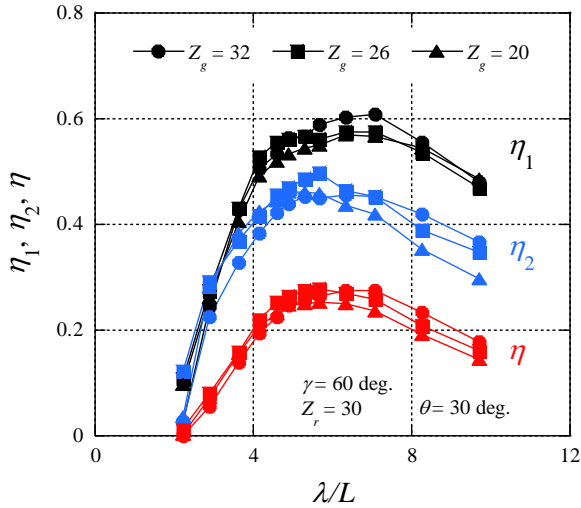 0.8
Z_g = 32 Z_g = 26 Z_g = 20
0.6
η_1
η_1, η_2, η
0.4
η_2
0.2
η
γ = 60 deg.
Z_r = 30 θ = 30 deg.
0
0 4 8 12
λ/L